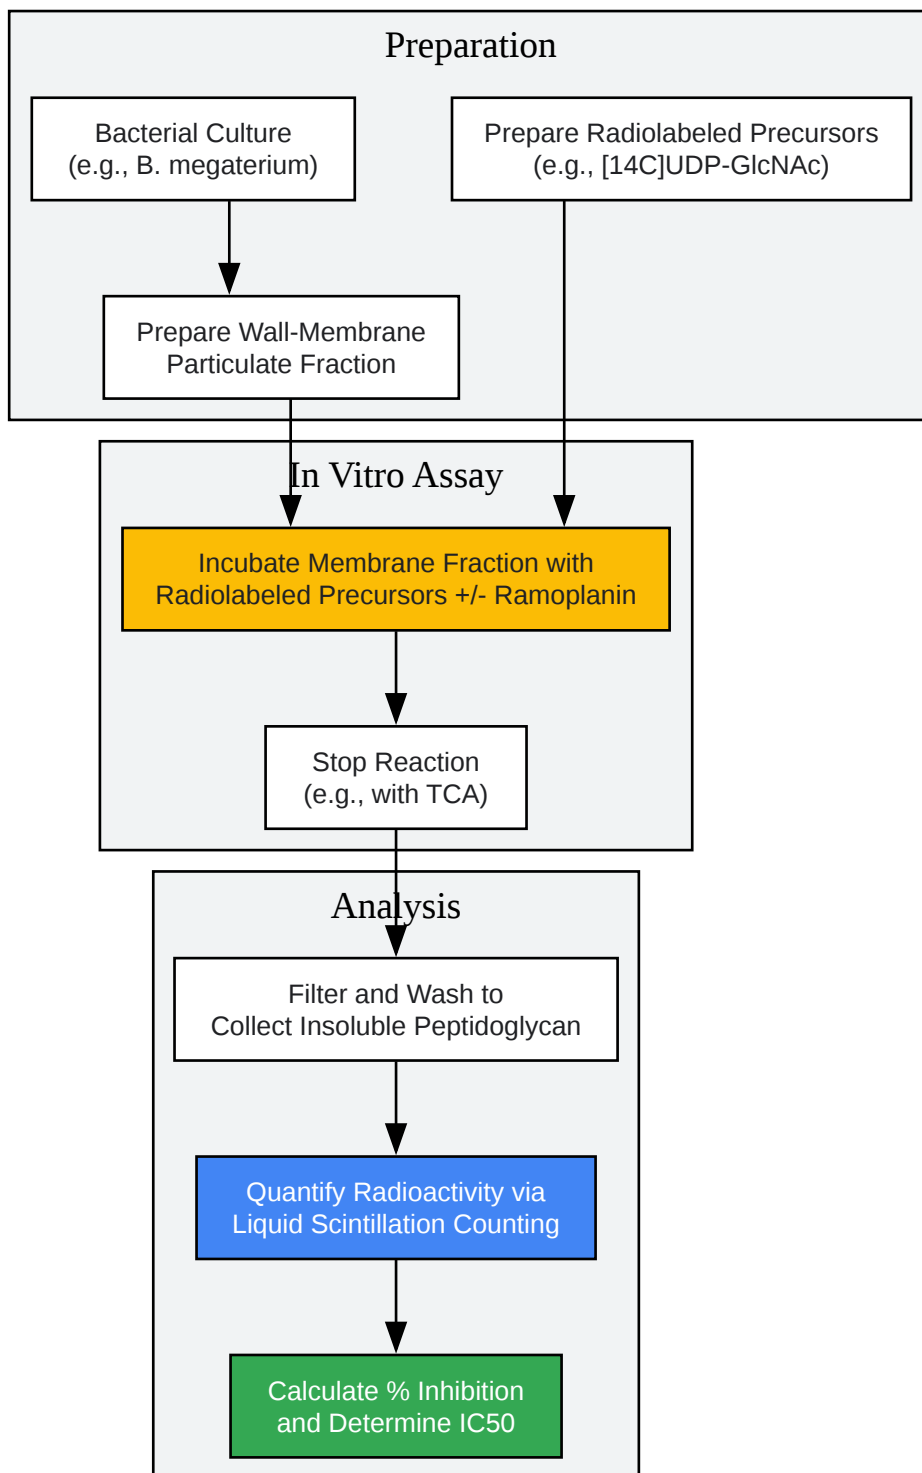 Preparation
Bacterial Culture
(e.g., B. megaterium)
Prepare Radiolabeled Precursors
(e.g., [14C]UDP-GlcNAc)
Prepare Wall-Membrane
Particulate Fraction
In Vitro Assay
Incubate Membrane Fraction with
Radiolabeled Precursors +/- Ramoplanin
Stop Reaction
(e.g., with TCA)
Analysis
Filter and Wash to
Collect Insoluble Peptidoglycan
Quantify Radioactivity via
Liquid Scintillation Counting
Calculate % Inhibition
and Determine IC50